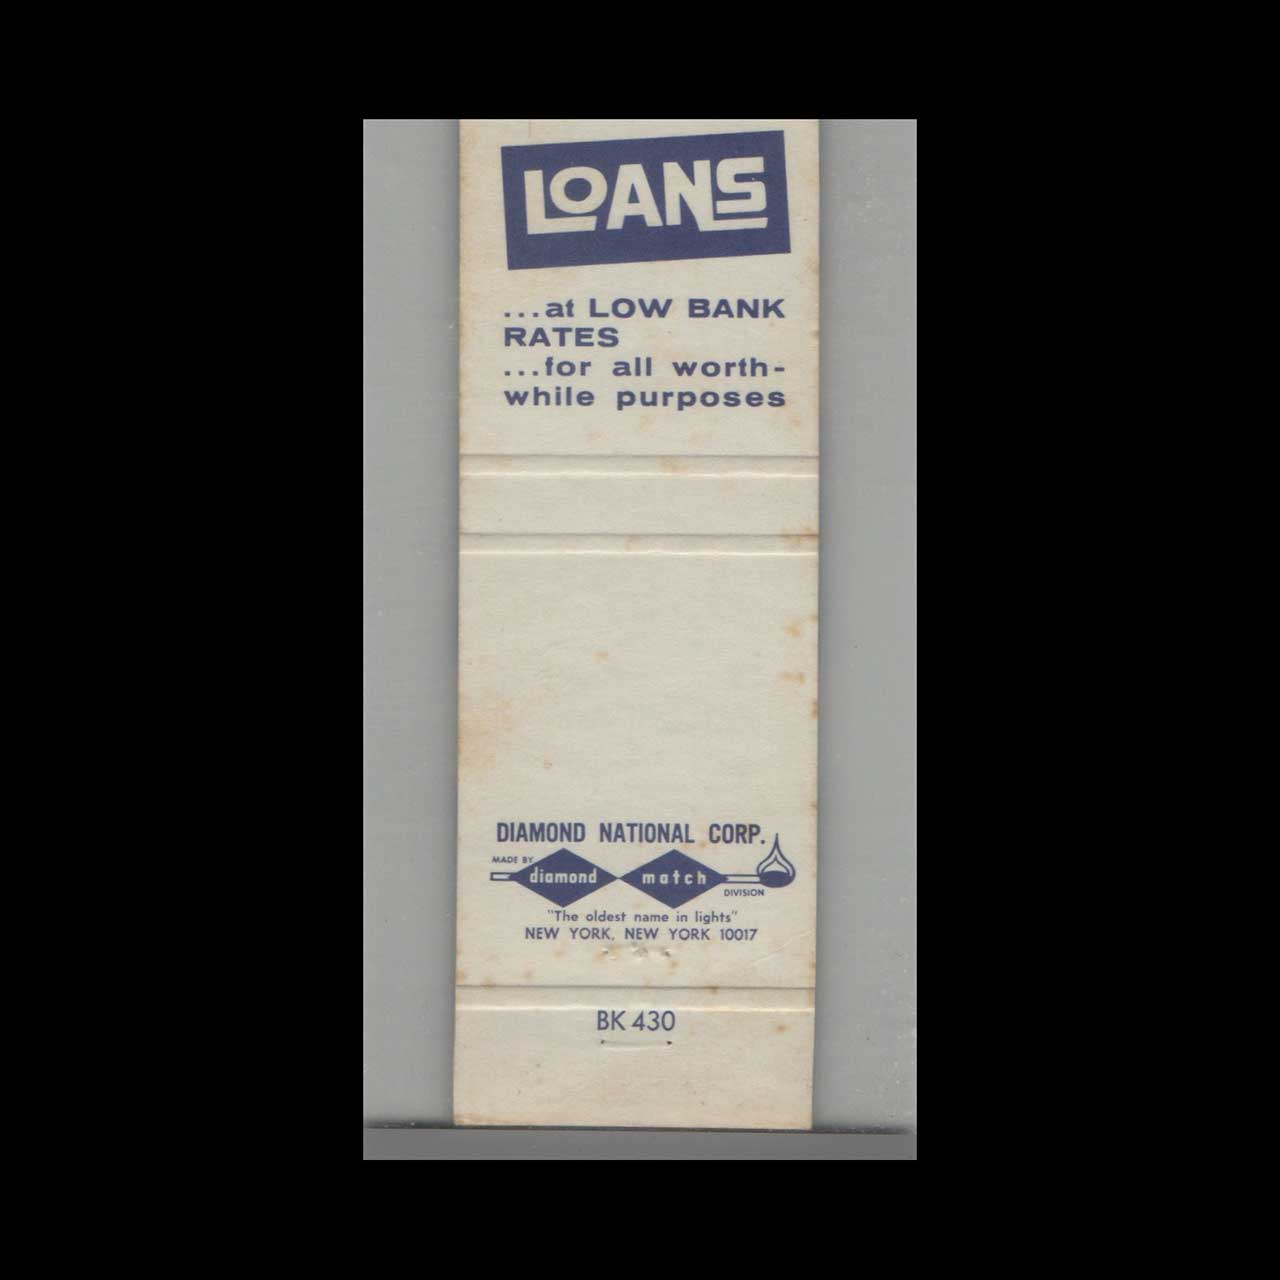 LOANS
...at LOW BANK
RATES
...for all worth-
while purposes
DIAMOND NATIONAL CORP.
MADE BY
diamond match
DIVISION
"The oldest name in lights"
NEW YORK, NEW YORK 10017
BK 430